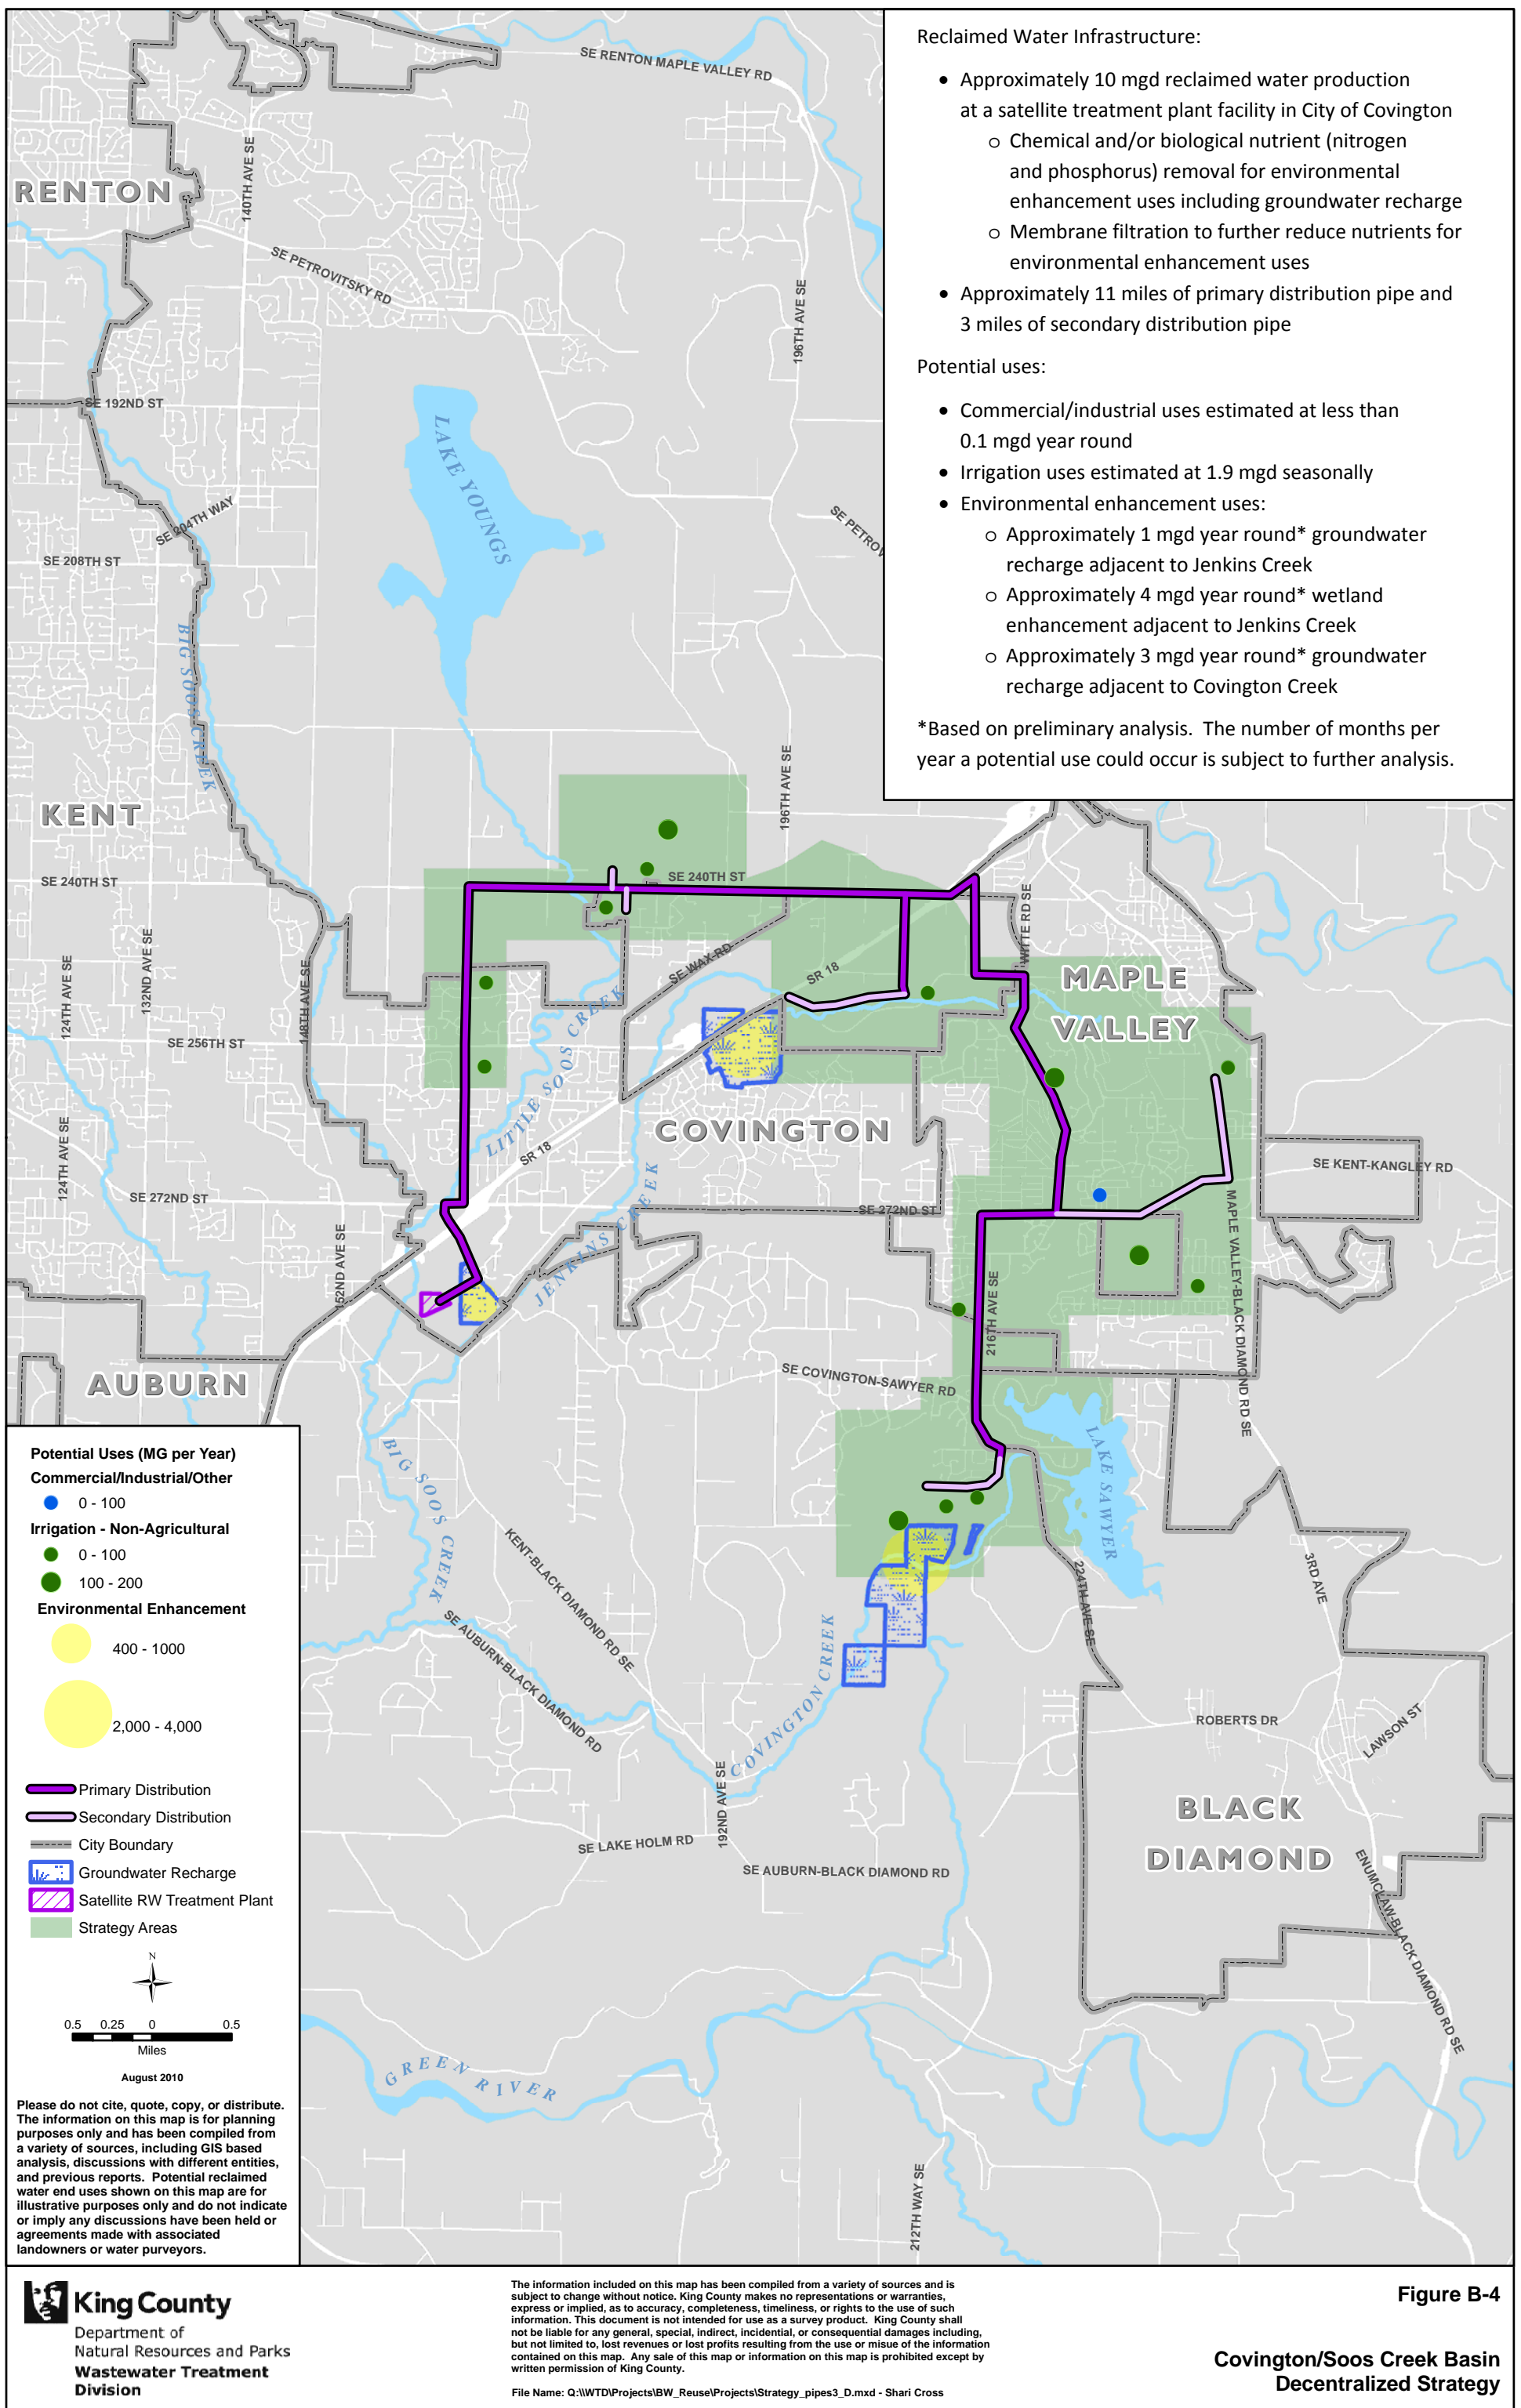 Reclaimed Water Infrastructure:
• Approximately 10 mgd reclaimed water production
at a satellite treatment plant facility in City of Covington
o Chemical and/or biological nutrient (nitrogen
and phosphorus) removal for environmental
enhancement uses including groundwater recharge
o Membrane filtration to further reduce nutrients for
environmental enhancement uses
• Approximately 11 miles of primary distribution pipe and
3 miles of secondary distribution pipe
Potential uses:
• Commercial/industrial uses estimated at less than
0.1 mgd year round
• Irrigation uses estimated at 1.9 mgd seasonally
• Environmental enhancement uses:
o Approximately 1 mgd year round* groundwater
recharge adjacent to Jenkins Creek
o Approximately 4 mgd year round* wetland
enhancement adjacent to Jenkins Creek
o Approximately 3 mgd year round* groundwater
recharge adjacent to Covington Creek
*Based on preliminary analysis. The number of months per
year a potential use could occur is subject to further analysis.
SE RENTON MAPLE VALLEY RD
RENTON
140TH AVE SE
SE PETROVITSKY RD
196TH AVE SE
SE 192ND ST
LAKE YOUNGS
SE 204TH WAY
SE PETROV
SE 208TH ST
BIG SOOS CREEK
KENT
196TH AVE SE
SE 240TH ST
SE 240TH ST
WITTE RD SE
124TH AVE SE
132ND AVE SE
148TH AVE SE
SE WAX RD
SR 18
MAPLE
VALLEY
SE 256TH ST
LITTLE SOOS CREEK
COVINGTON
SR 18
124TH AVE SE
SE 272ND ST
JENKINS CREEK
SE 272ND ST
SE KENT-KANGLEY RD
MAPLE VALLEY-BLACK DIAMOND RD SE
152ND AVE SE
216TH AVE SE
AUBURN
SE COVINGTON-SAWYER RD
LAKE SAWYER
BIG SOOS CREEK
KENT-BLACK DIAMOND RD SE
224TH AVE SE
3RD AVE
SE AUBURN-BLACK DIAMOND RD
COVINGTON CREEK
ROBERTS DR
LAWSON ST
192ND AVE SE
BLACK
DIAMOND
SE LAKE HOLM RD
SE AUBURN-BLACK DIAMOND RD
ENUMCLAW-BLACK DIAMOND RD SE
GREEN RIVER
212TH WAY SE
Potential Uses (MG per Year)
Commercial/Industrial/Other
0 - 100
Irrigation - Non-Agricultural
0 - 100
100 - 200
Environmental Enhancement
400 - 1000
2,000 - 4,000
Primary Distribution
Secondary Distribution
City Boundary
Groundwater Recharge
Satellite RW Treatment Plant
Strategy Areas
N
0.5 0.25 0 0.5
Miles
August 2010
Please do not cite, quote, copy, or distribute.
The information on this map is for planning
purposes only and has been compiled from
a variety of sources, including GIS based
analysis, discussions with different entities,
and previous reports. Potential reclaimed
water end uses shown on this map are for
illustrative purposes only and do not indicate
or imply any discussions have been held or
agreements made with associated
landowners or water purveyors.
King County
Department of
Natural Resources and Parks
Wastewater Treatment
Division
The information included on this map has been compiled from a variety of sources and is
subject to change without notice. King County makes no representations or warranties,
express or implied, as to accuracy, completeness, timeliness, or rights to the use of such
information. This document is not intended for use as a survey product. King County shall
not be liable for any general, special, indirect, incidental, or consequential damages including,
but not limited to, lost revenues or lost profits resulting from the use or misue of the information
contained on this map. Any sale of this map or information on this map is prohibited except by
written permission of King County.
File Name: Q:\\WTD\Projects\BW_Reuse\Projects\Strategy_pipes3_D.mxd - Shari Cross
Figure B-4
Covington/Soos Creek Basin
Decentralized Strategy